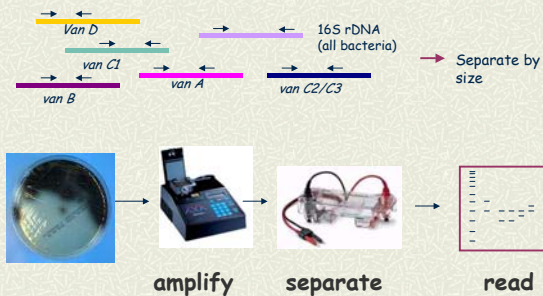 Van D
16S rDNA
(all bacteria)
van C1
Separate by
size
van A
van C2/C3
van B
amplify
separate
read